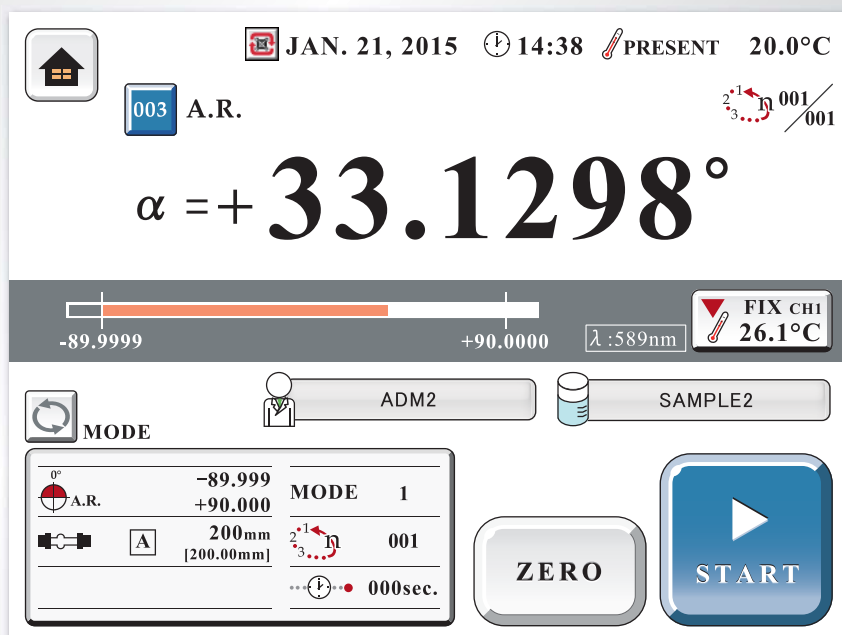 JAN. 21, 2015 14:38 PRESENT 20.0°C
003 A.R.
2 1 3 n 001/001
α =+33.1298°
-89.9999 +90.0000
λ:589nm
FIX CH1
26.1°C
ADM2
SAMPLE2
MODE
0°
A.R.
-89.999
+90.000
A
200mm
[200.00mm]
MODE 1
2 1 3 n 001
000sec.
ZERO
START